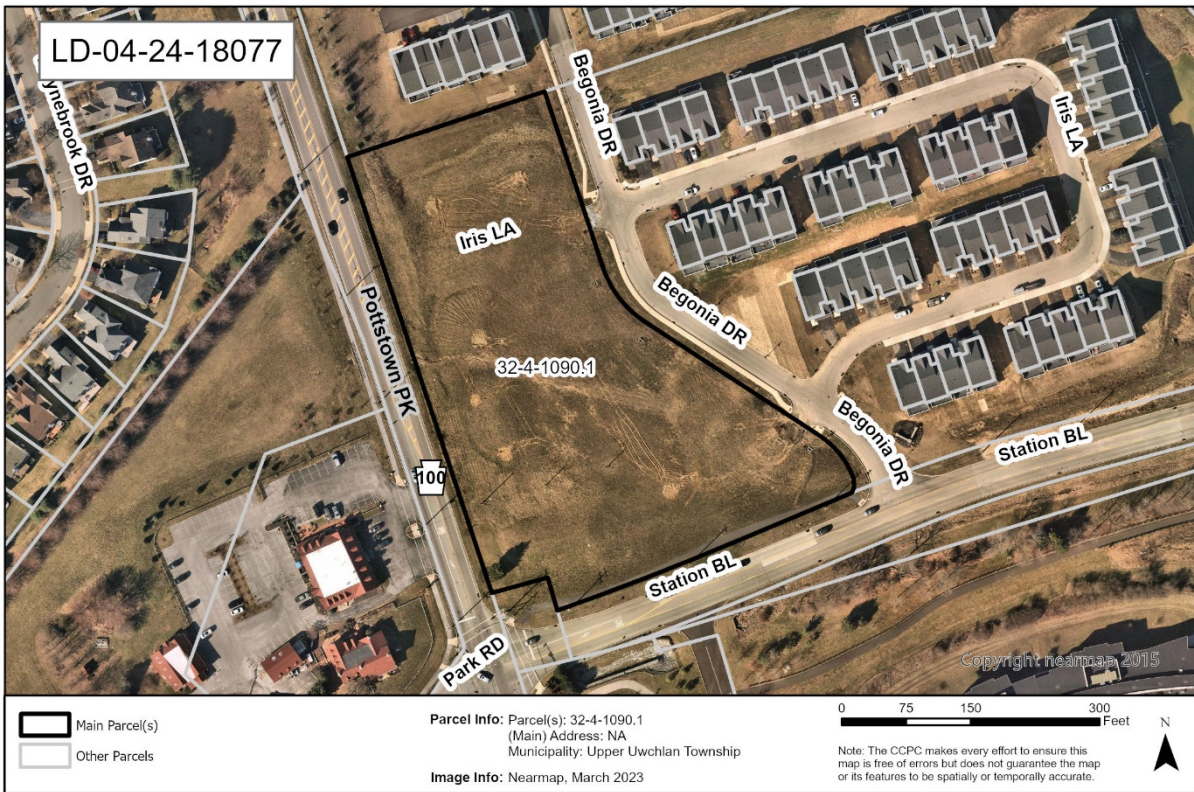 LD-04-24-18077
ynebrook DR
Begonia DR
Iris LA
Iris LA
Pottstown PK
Begonia DR
32-4-1090.1
Begonia DR
Station BL
100
Station BL
Park RD
Copyright nearmap 2015
Main Parcel(s)
Other Parcels
Parcel Info: Parcel(s): 32-4-1090.1
(Main) Address: NA
Municipality: Upper Uwchlan Township
Image Info: Nearmap, March 2023
0 75 150 300
Feet
N
Note: The CCPC makes every effort to ensure this
map is free of errors but does not guarantee the map
or its features to be spatially or temporally accurate.